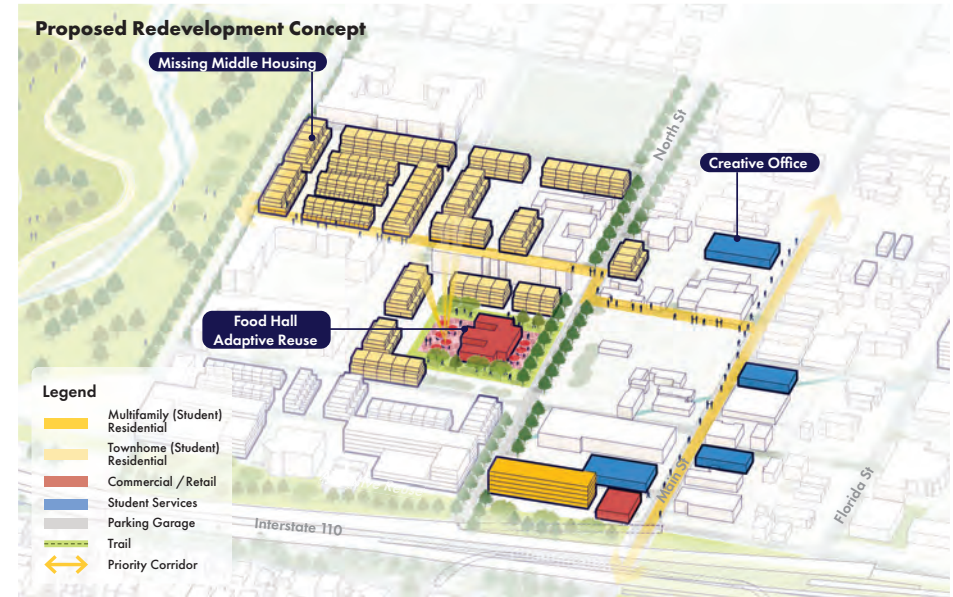 Proposed Redevelopment Concept
Missing Middle Housing
North St
Creative Office
Food Hall
Adaptive Reuse
Legend
Multifamily (Student)
Residential
Townhome (Student)
Residential
Commercial / Retail
Student Services
Parking Garage
Trail
Priority Corridor
Interstate 110
Main St
Florida St